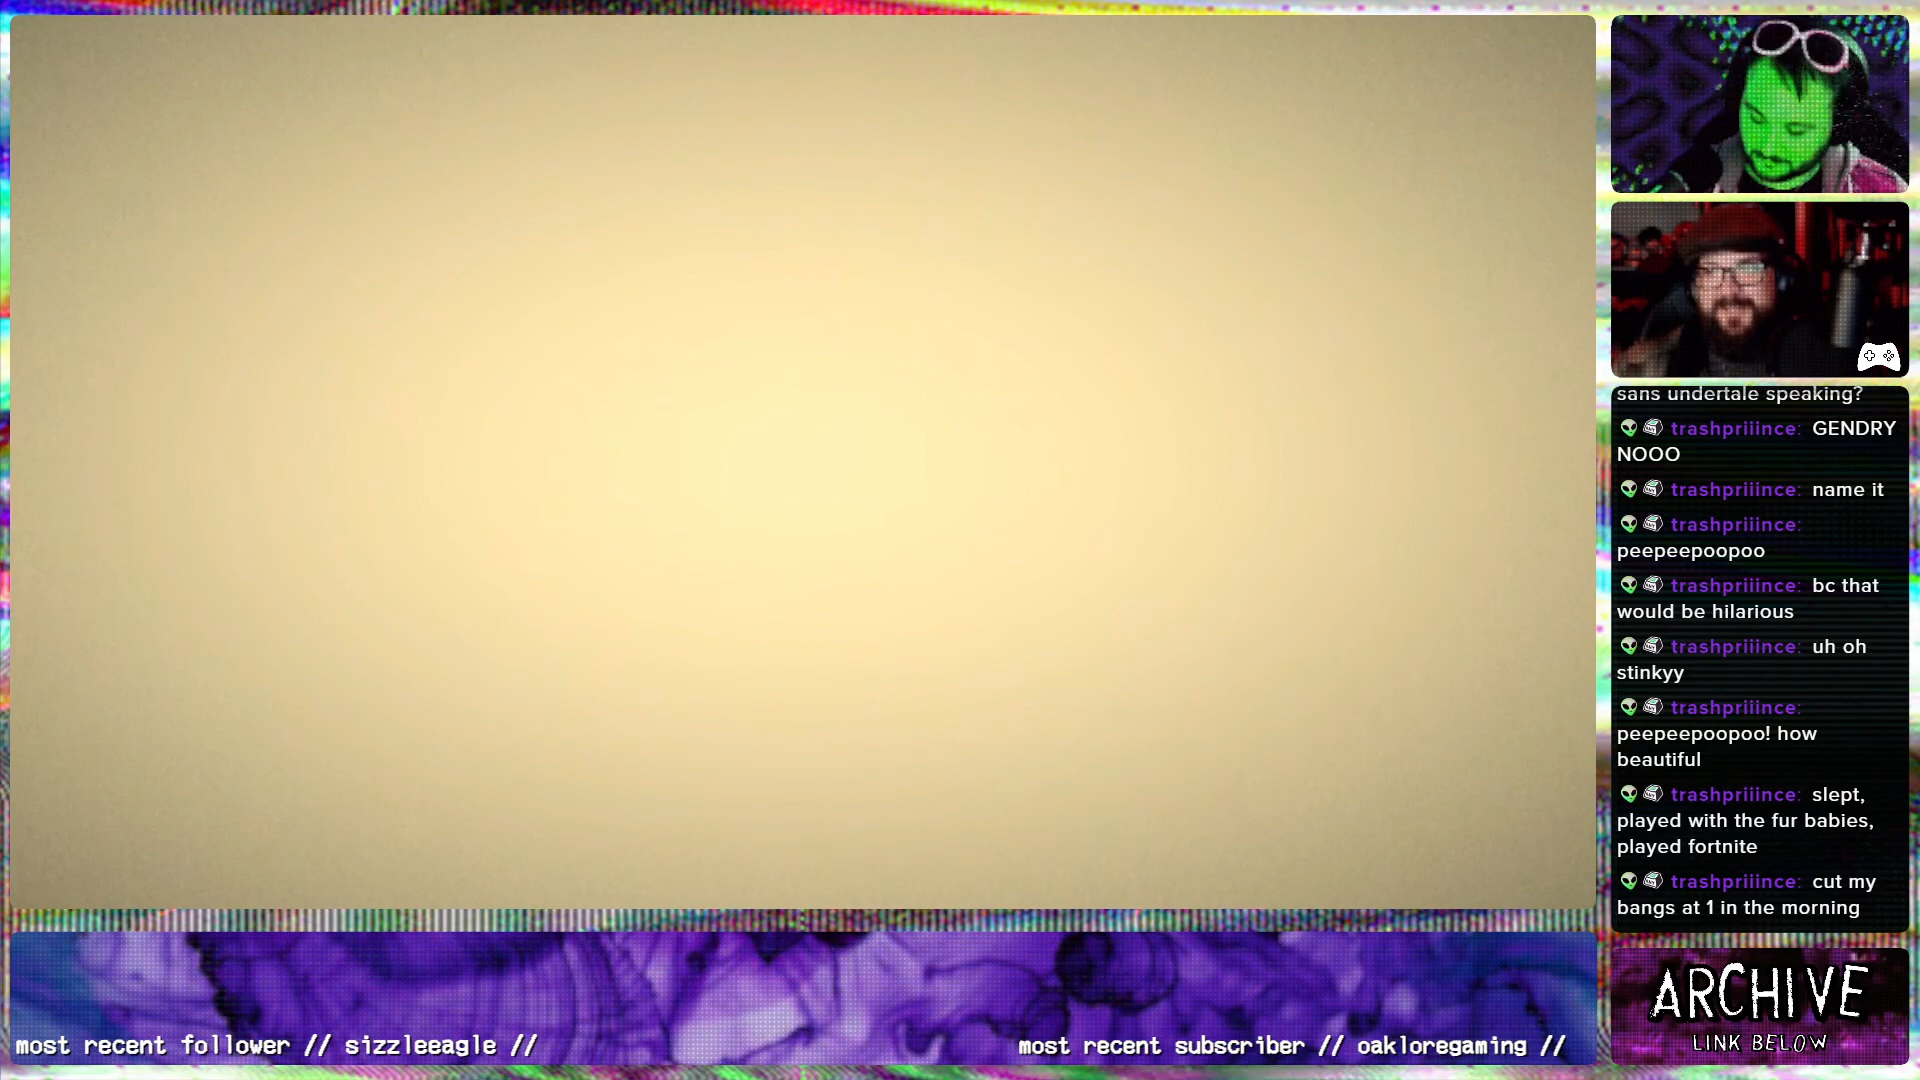 sans undertale speaking?
trashpriiince: GENDRY
NOOO
trashpriiince: name it
trashpriiince:
peepeepoopoo
trashpriiince: bc that
would be hilarious
trashpriiince: uh oh
stinkyy
trashpriiince:
peepeepoopoo! how
beautiful
trashpriiince: slept,
played with the fur babies,
played fortnite
trashpriiince: cut my
bangs at 1 in the morning
ARCHIVE
LINK BELOW
most recent follower // sizzleeagle //
most recent subscriber // oakloregaming //